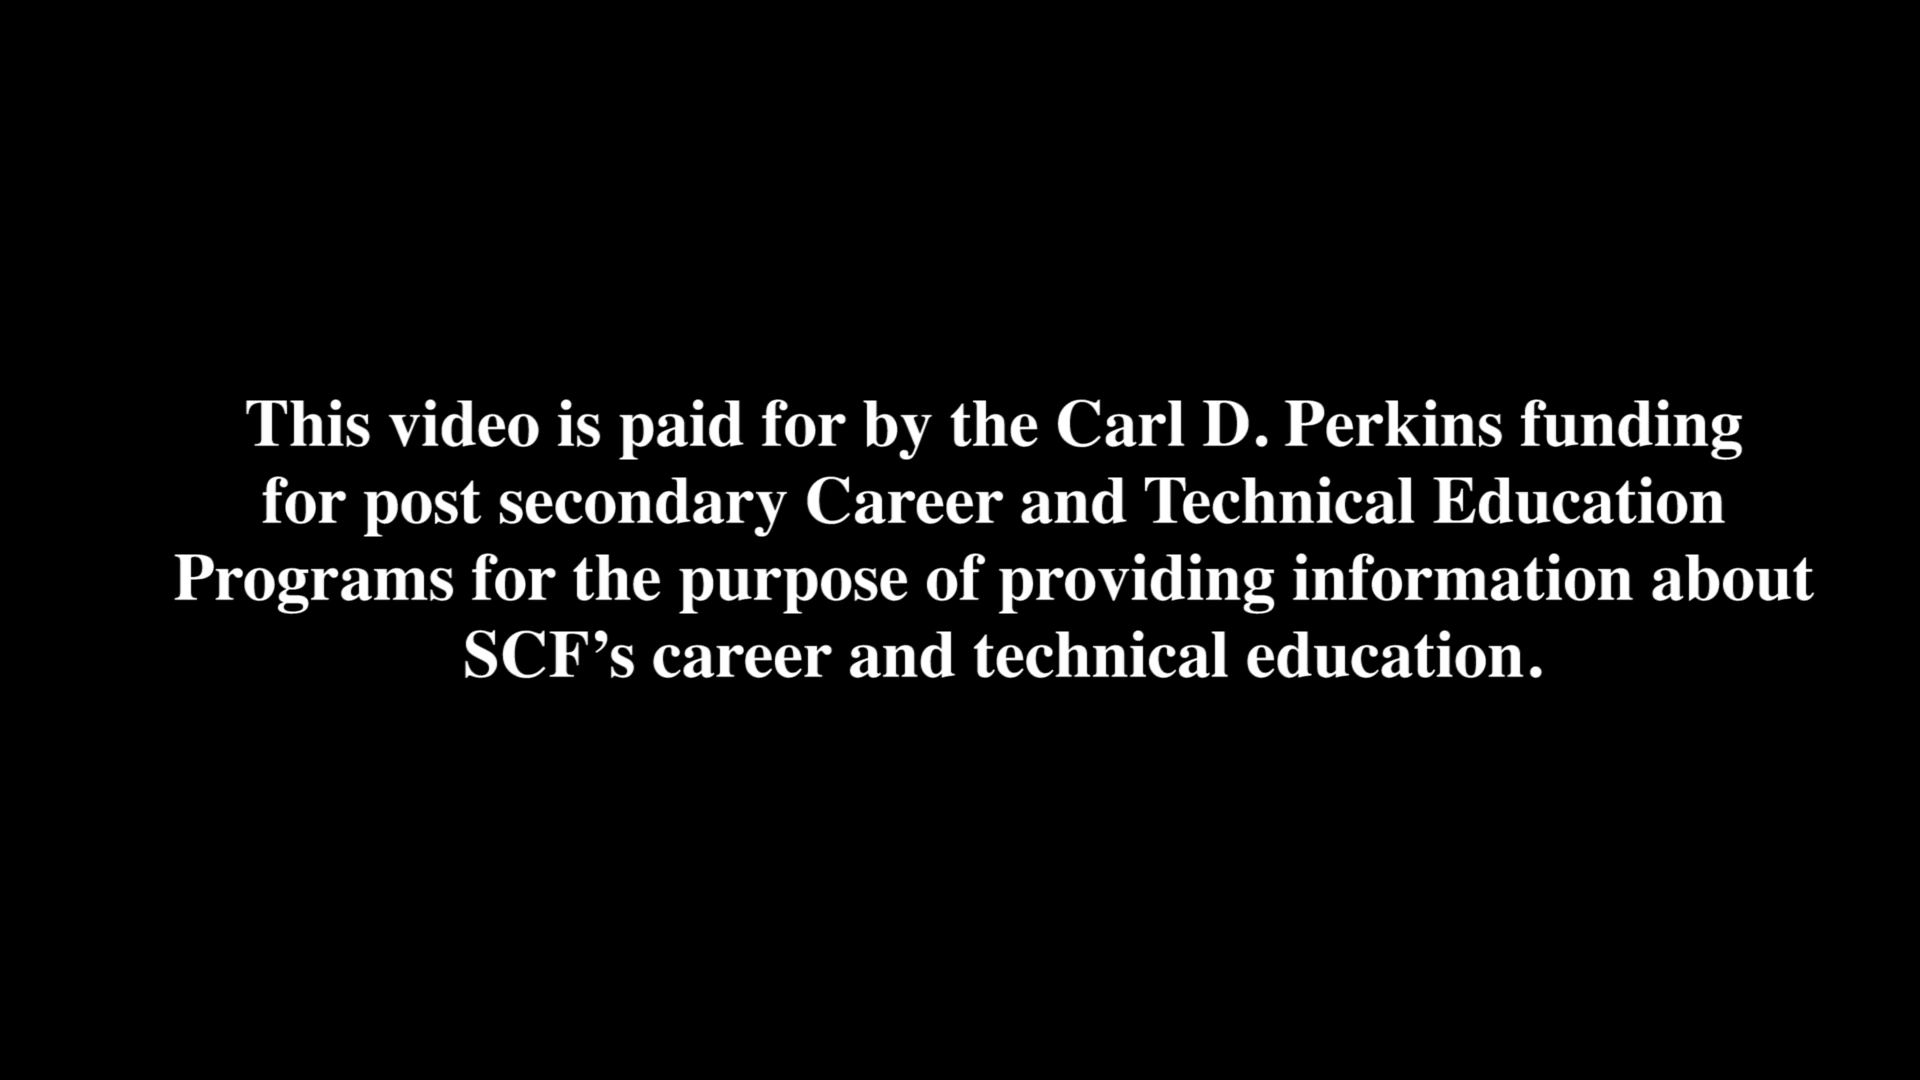 This video is paid for by the Carl D. Perkins funding
for post secondary Career and Technical Education
Programs for the purpose of providing information about
SCF’s career and technical education.